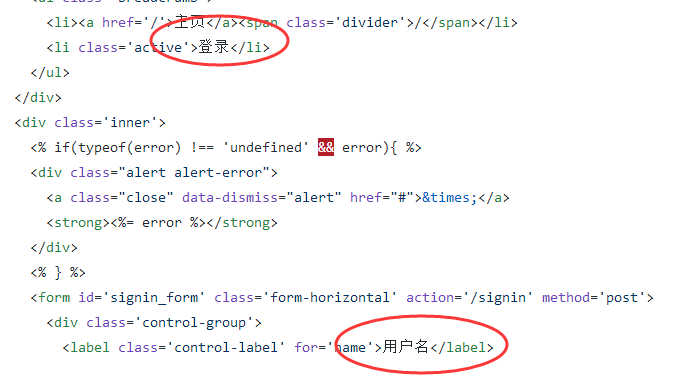 <li><a href='/'>主页</a><span class='divider'>/</span></li>
<li class='active'>登录</li>
</ul>
</div>
<div class='inner'>
<% if(typeof(error) !== 'undefined' && error){ %>
<div class="alert alert-error">
<a class="close" data-dismiss="alert" href="#">&times;</a>
<strong><%= error %></strong>
</div>
<% } %>
<form id='signin_form' class='form-horizontal' action='/signin' method='post'>
<div class='control-group'>
<label class='control-label' for='name'>用户名</label>